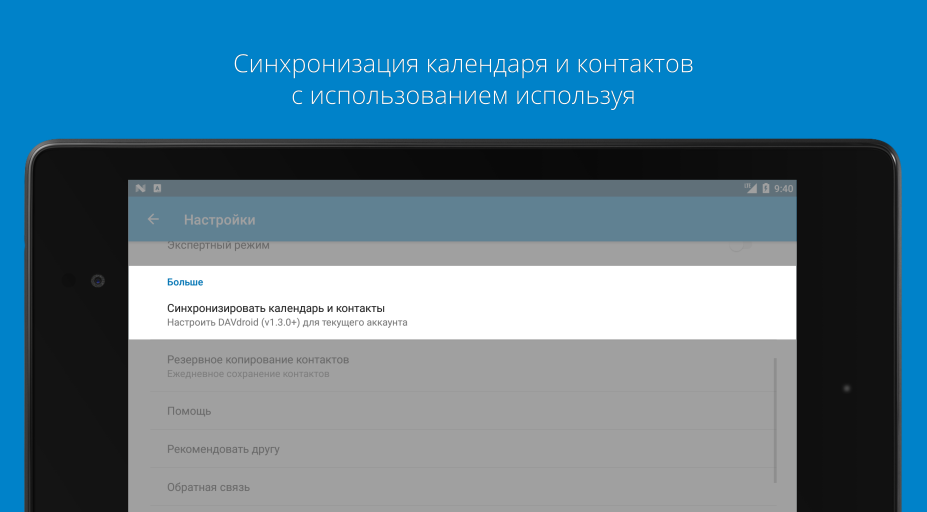 Синхронизация календаря и контактов
с использованием используя
9:40
Настройки
Экспертный режим
Больше
Синхронизировать календарь и контакты
Настроить DAVdroid (v1.3.0+) для текущего аккаунта
Резервное копирование контактов
Ежедневное сохранение контактов
Помощь
Рекомендовать другу
Обратная связь